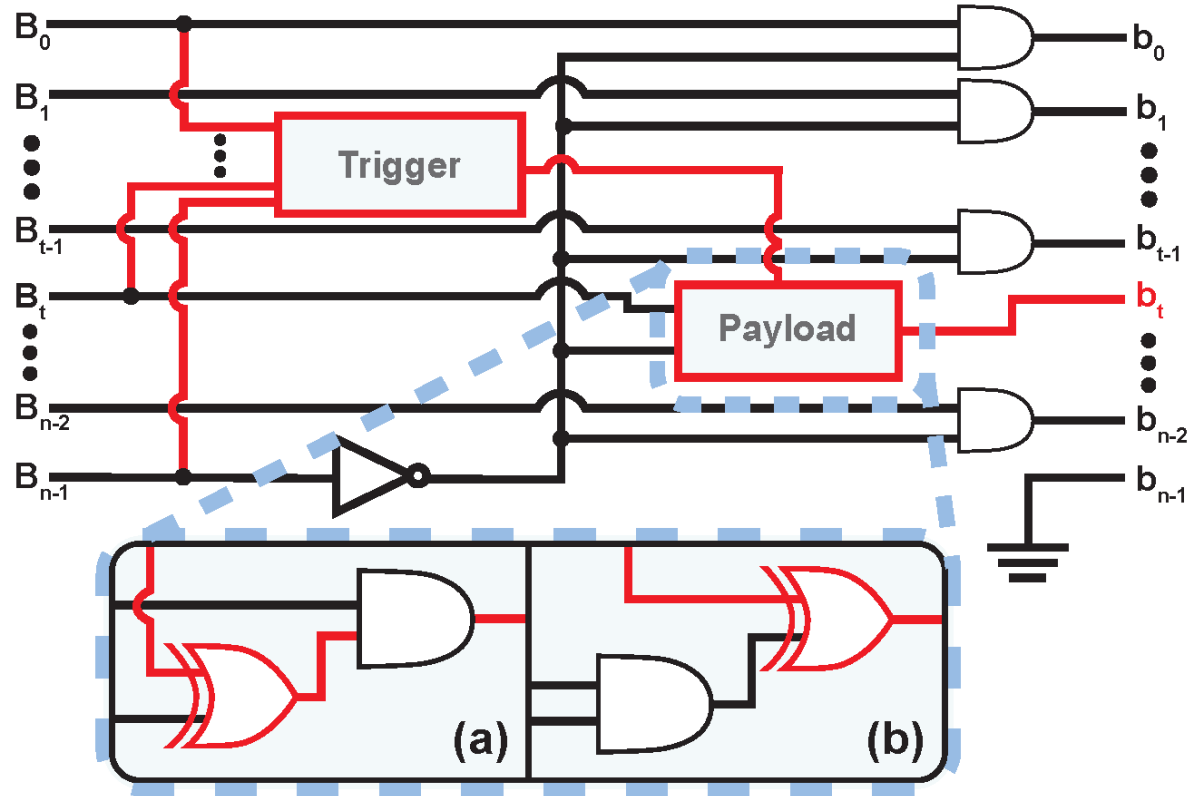 B0
b0
B1
b1
Trigger
Bt-1
bt-1
Bt
bt
Payload
Bn-2
bn-2
Bn-1
bn-1
(a)
(b)